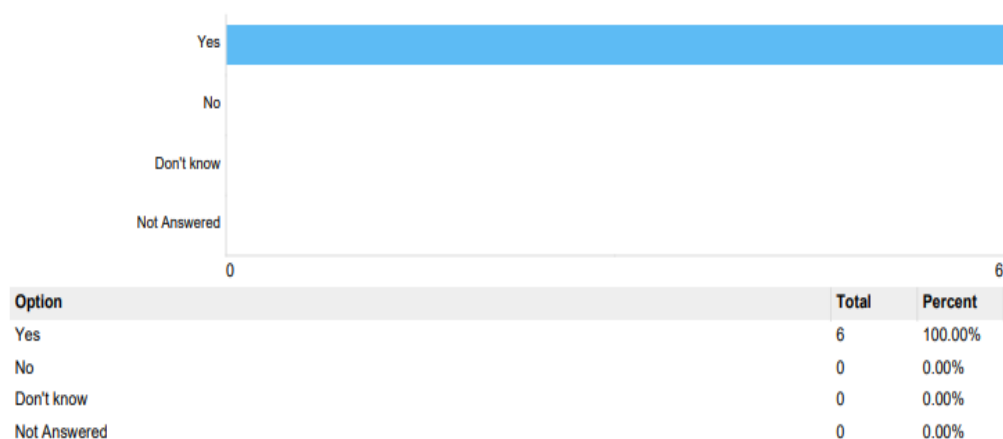 Yes
No
Don't know
Not Answered
0 6
Option Total Percent
Yes 6 100.00%
No 0 0.00%
Don't know 0 0.00%
Not Answered 0 0.00%